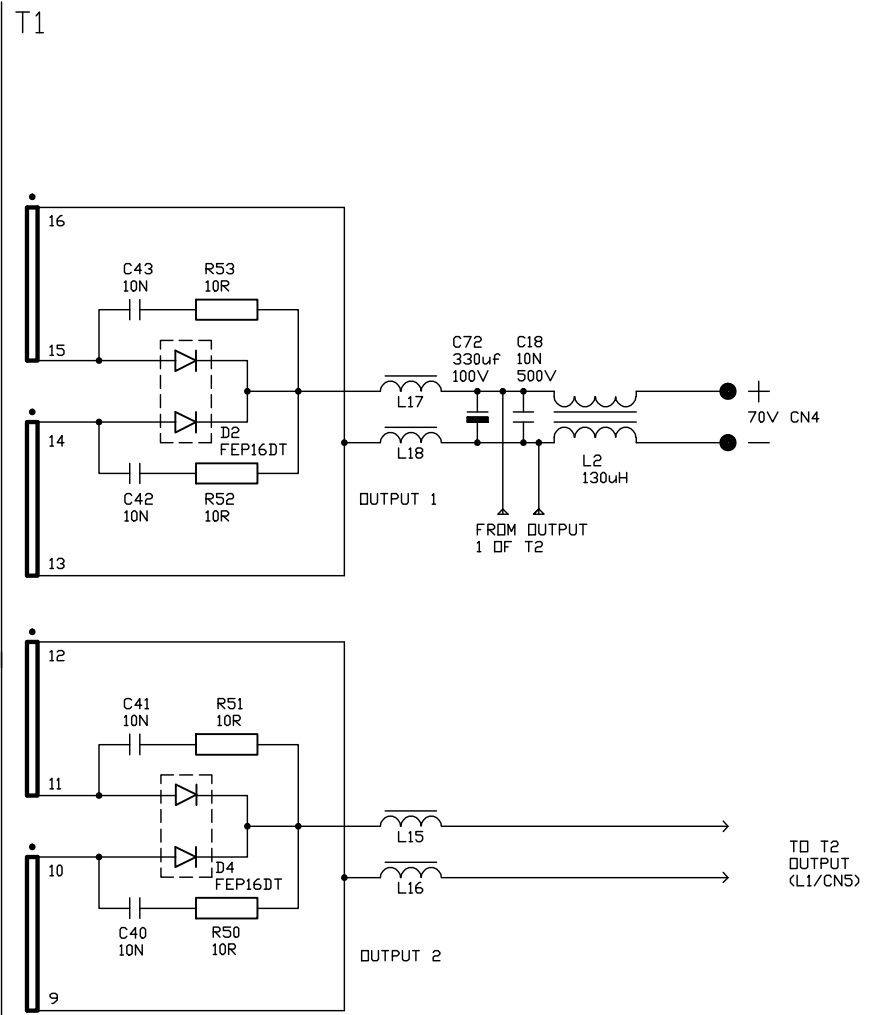 T1
16
C43
10N
R53
10R
15
C72
330uf
100V
C18
10N
500V
L17
+
70V CN4
14
D2
FEP16DT
L18
−
L2
130uH
C42
10N
R52
10R
OUTPUT 1
FROM OUTPUT
1 OF T2
13
12
C41
10N
R51
10R
11
L15
TO T2
OUTPUT
(L1/CN5)
10
D4
FEP16DT
L16
C40
10N
R50
10R
OUTPUT 2
9